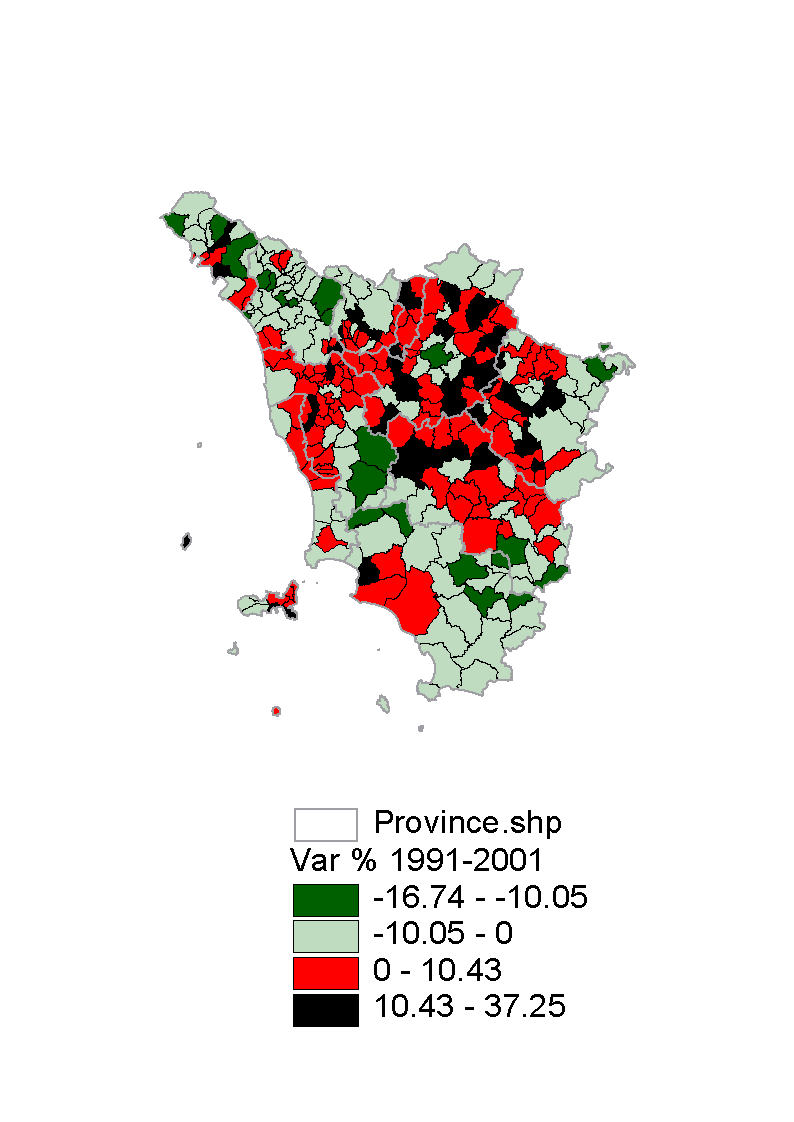 Province.shp
Var % 1991-2001
-16.74 - -10.05
-10.05 - 0
0 - 10.43
10.43 - 37.25